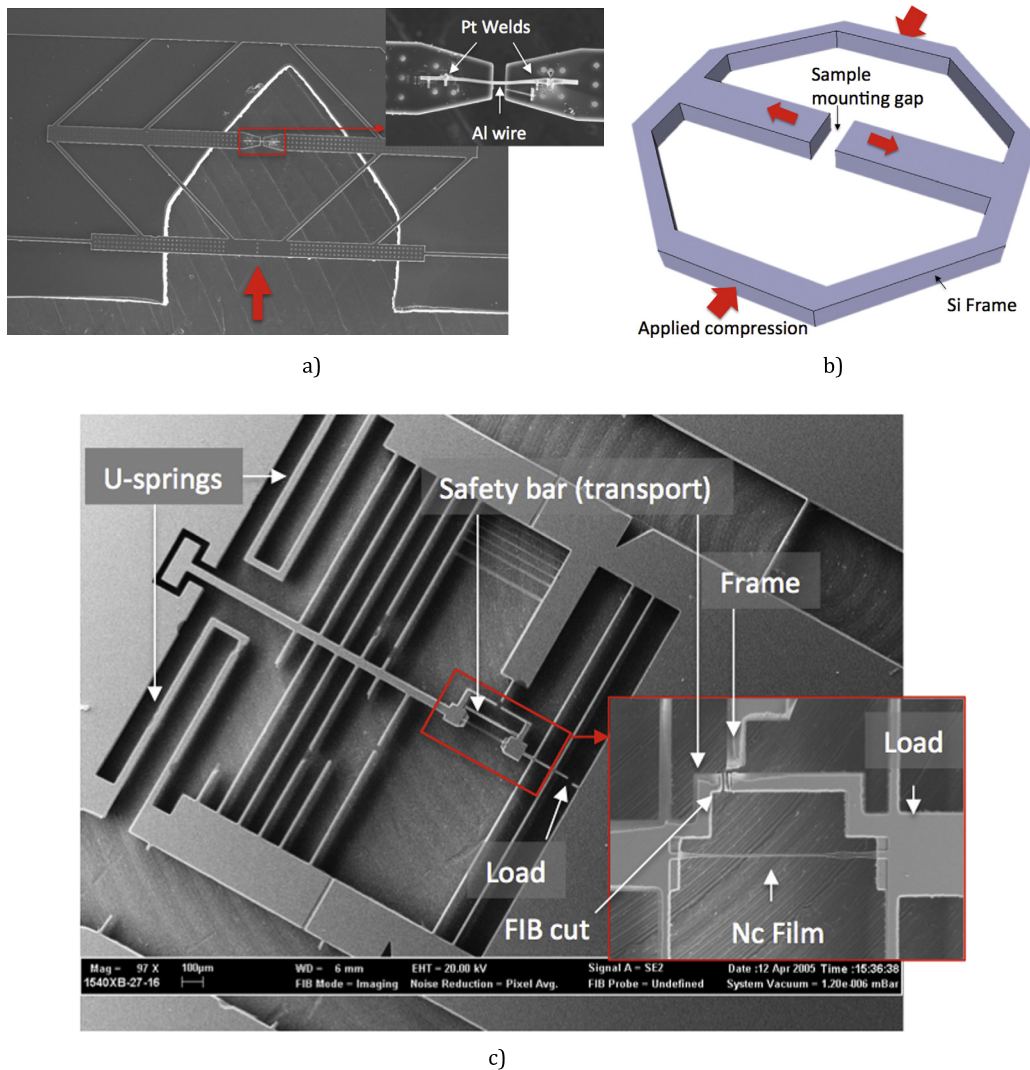 Pt Welds
Al wire
a)
Sample
mounting gap
Applied compression
Si Frame
b)
U-springs
Safety bar (transport)
Frame
Load
Load
FIB cut
Nc Film
Mag = 97 X 100µm WD = 6 mm EHT = 20.00 kV Signal A = SE2 Date :12 Apr 2005 Time :15:36:38
1540XB-27-16 FIB Mode = Imaging Noise Reduction = Pixel Avg. FIB Probe = Undefined System Vacuum = 1.20e-006 mBar
c)